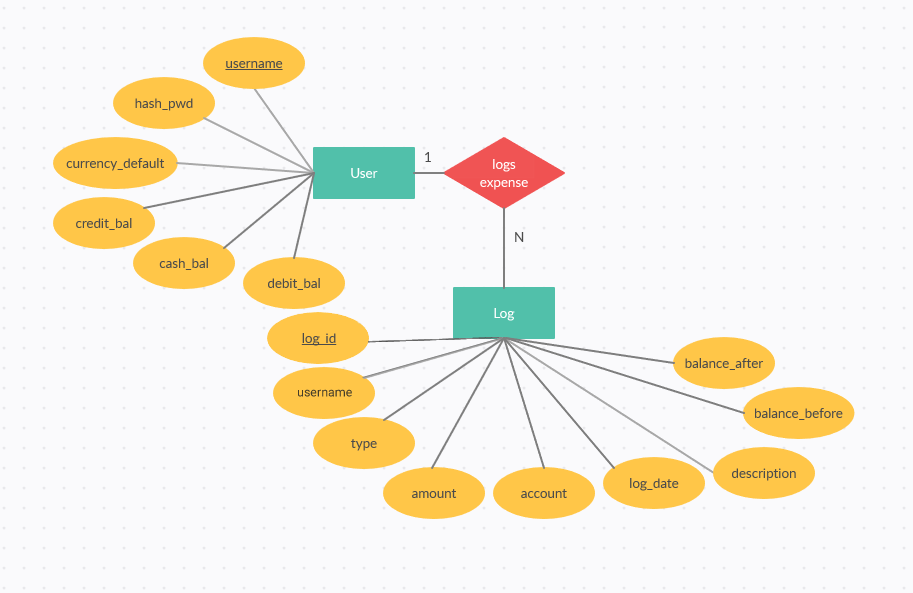 username
hash_pwd
currency_default
credit_bal
cash_bal
debit_bal
User
1
logs
expense
N
Log
log_id
username
type
amount
account
log_date
description
balance_before
balance_after